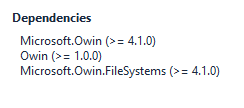 Dependencies
Microsoft.Owin (>= 4.1.0)
Owin (>= 1.0.0)
Microsoft.Owin.FileSystems (>= 4.1.0)